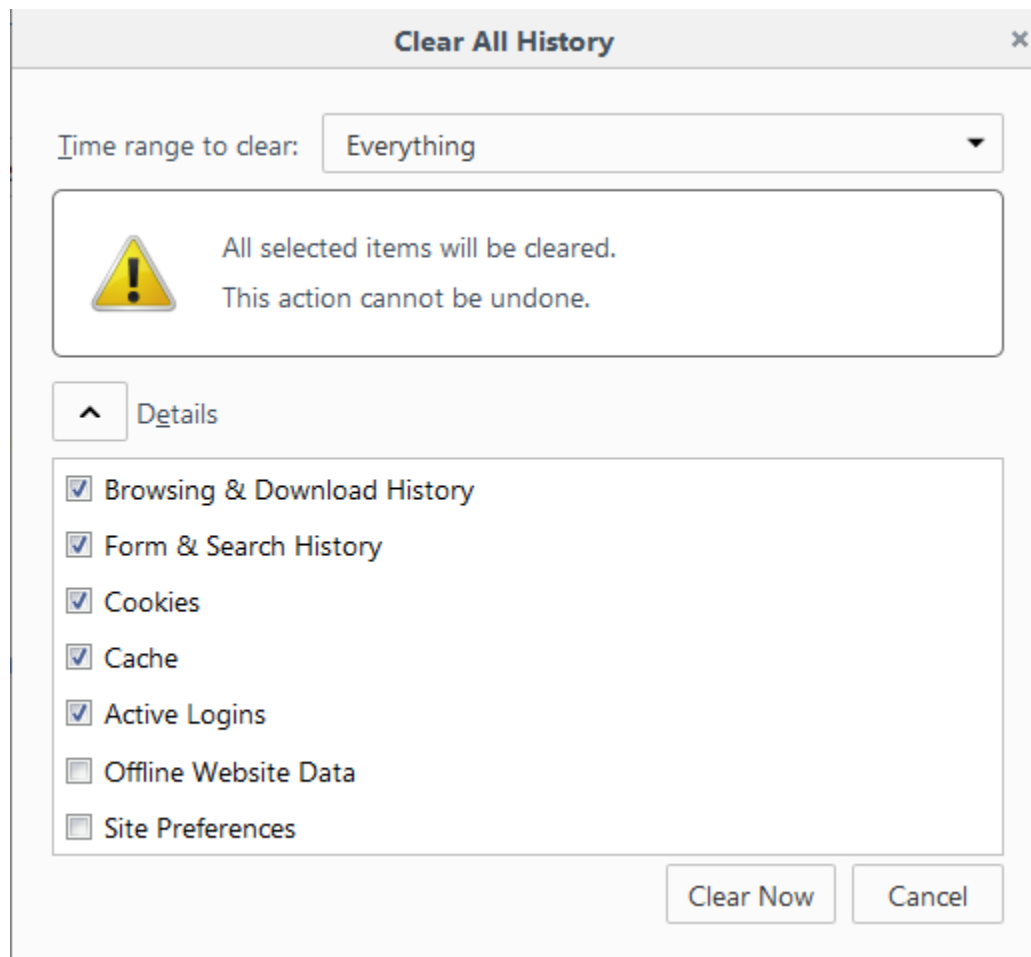 Clear All History
Time range to clear: Everything
All selected items will be cleared.
This action cannot be undone.
Details
Browsing & Download History
Form & Search History
Cookies
Cache
Active Logins
Offline Website Data
Site Preferences
Clear Now Cancel